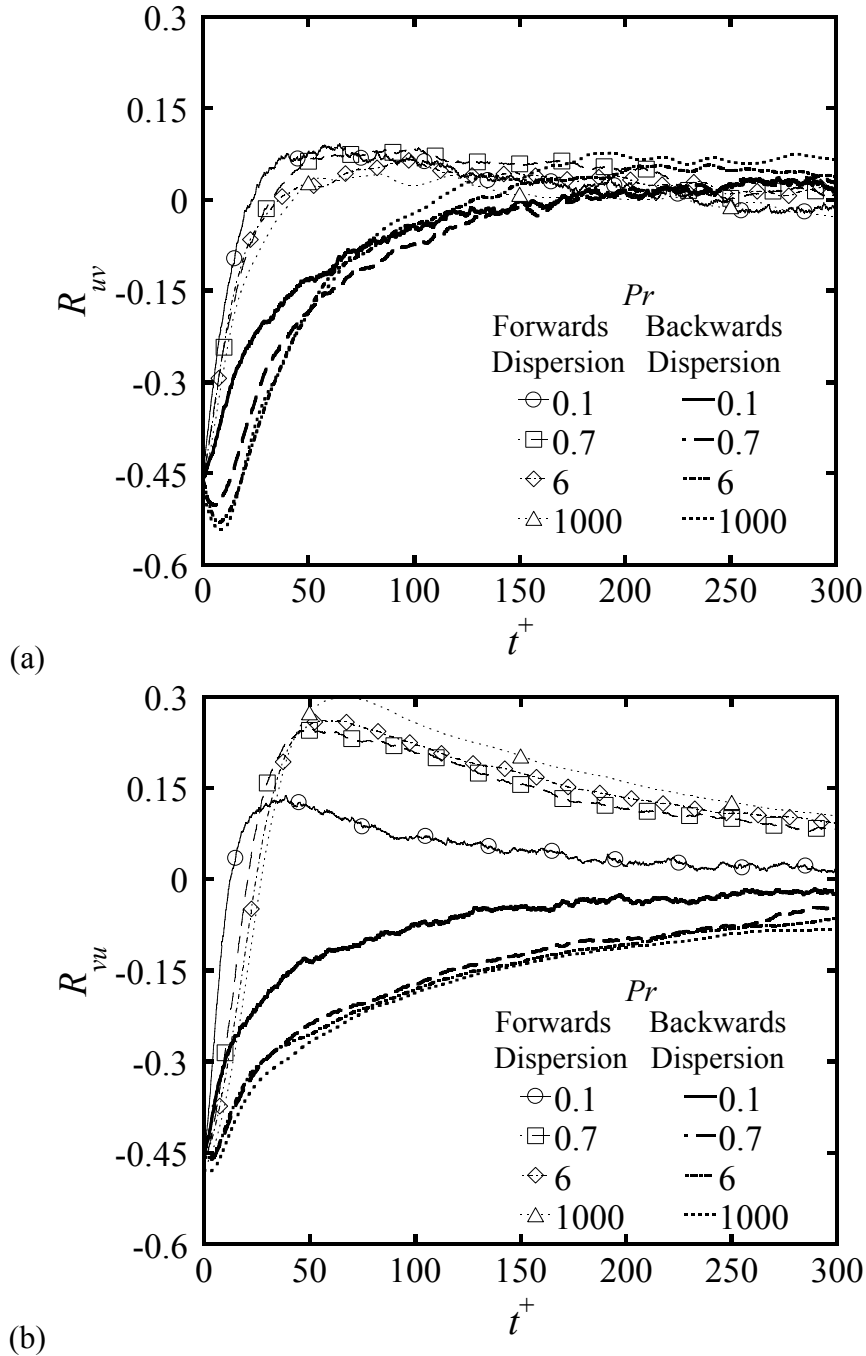 0.3
0.15
0
-0.15
-0.3
-0.45
-0.6
R uv
Pr
Forwards Backwards
Dispersion Dispersion
0.1 0.1
0.7 0.7
6 6
1000 1000
0 50 100 150 200 250 300
t+
(a)
0.3
0.15
0
-0.15
-0.3
-0.45
-0.6
R vu
Pr
Forwards Backwards
Dispersion Dispersion
0.1 0.1
0.7 0.7
6 6
1000 1000
0 50 100 150 200 250 300
t+
(b)